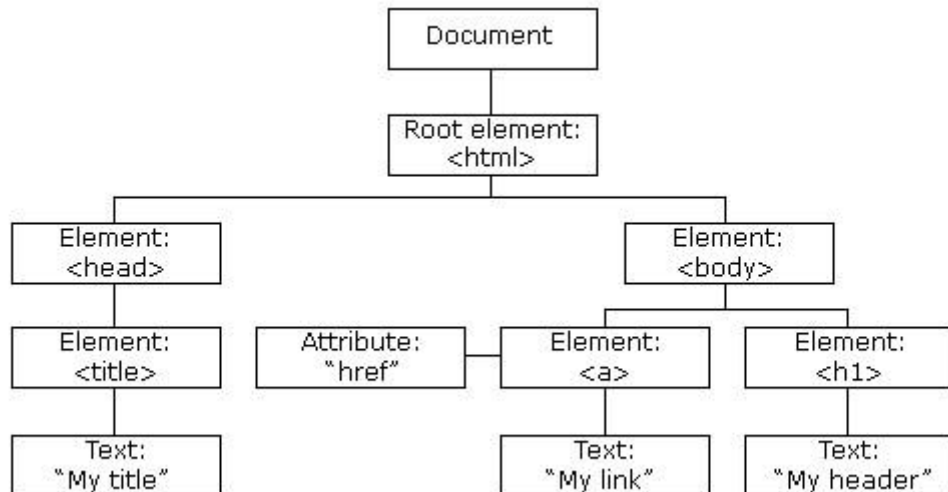 Document
Root element:
<html>
Element:
<head>
Element:
<body>
Element:
<title>
Attribute:
"href"
Element:
<a>
Element:
<h1>
Text:
"My title"
Text:
"My link"
Text:
"My header"